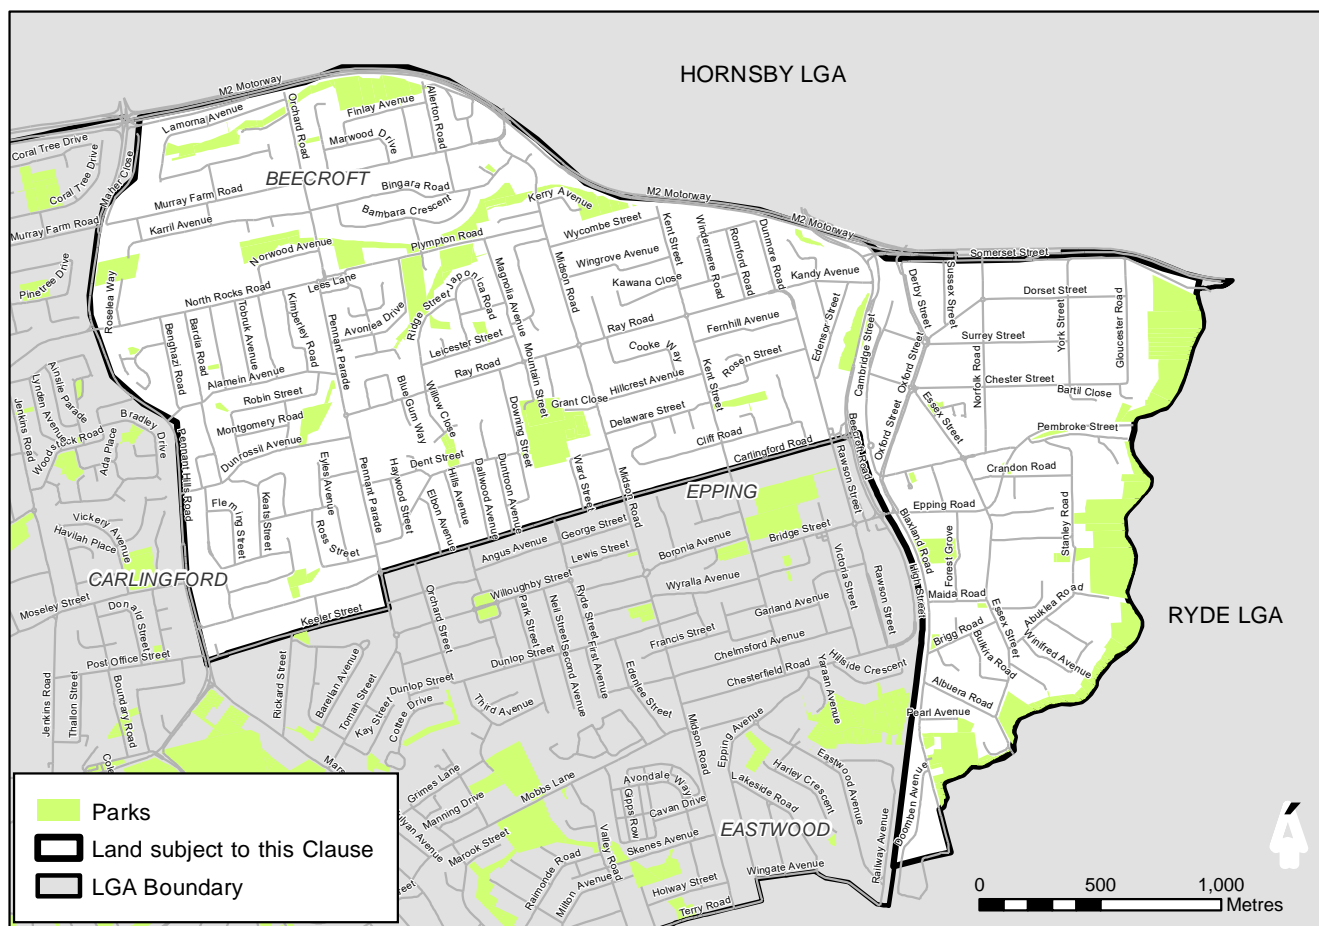 HORNSBY LGA
M2 Motorway
Lamorna Avenue
Orchard Road
Finlay Avenue
Allerton Road
Marwood Drive
Coral Tree Drive
Coral Tree Drive
Maher Close
BEECROFT
Murray Farm Road
Bingara Road
Bambara Crescent
Kerry Avenue
M2 Motorway
M2 Motorway
Murray Farm Road
Karril Avenue
Plympton Road
Wycombe Street
Kent Street
Windermere Road
Romford Road
Dunmore Road
Somerset Street
Norwood Avenue
Wingrove Avenue
Kandy Avenue
Derby Street
Sussex Street
Pinetree Drive
Roselea Way
North Rocks Road
Lees Lane
Japonica Road
Magnolia Avenue
Midson Road
Kawana Close
Dorset Street
York Street
Gloucester Road
Benghazi Road
Bardia Road
Tobruk Avenue
Kimberley Road
Pennant Parade
Avonlea Drive
Ridge Street
Leicester Street
Ray Road
Fernhill Avenue
Edensor Street
Cambridge Street
Oxford Street
Surrey Street
Ray Road
Mountain Street
Cooke Way
Rosen Street
Kent Street
Hillcrest Avenue
Norfolk Road
Chester Street
Bartil Close
Alamein Avenue
Robin Street
Blue Gum Way
Willow Close
Grant Close
Delaware Street
Essex Street
Oxford Street
Pembroke Street
Ainslie Parade
Lynden Avenue
Jenkins Road
Woodstock Road
Ada Place
Bradley Drive
Montgomery Road
Dunrossil Avenue
Downing Street
Cliff Road
Carlingford Road
Beecroft Road
Rawson Street
Crandon Road
Pennant Hills Road
Eyles Avenue
Pennant Parade
Haywood Street
Dent Street
Hills Avenue
Dallwood Avenue
Duntroon Avenue
Elbon Avenue
Ward Street
Midson Road
EPPING
Epping Road
Stanley Road
Fleming Street
Keats Street
Ross Street
Angus Avenue
George Street
Lewis Street
Boronia Avenue
Bridge Street
Blaxland Road
High Street
Forest Grove
Vickery Avenue
Havilah Place
CARLINGFORD
Moseley Street
Donald Street
Keeler Street
Orchard Street
Willoughby Street
Wyralla Avenue
Victoria Street
Rawson Street
Maida Road
Essex Street
Abuklea Road
RYDE LGA
Park Street
Neil Street
Ryde Street
Garland Avenue
Francis Street
Chelmsford Avenue
Hillside Crescent
Brigg Road
Bulkira Road
Winifred Avenue
Post Office Street
Jenkins Road
Thallon Street
Boundary Road
Rickard Street
Barellan Avenue
Tomah Street
Kay Street
Cottee Drive
Dunlop Street
Dunlop Street
Second Avenue
First Avenue
Third Avenue
Edenlee Street
Chesterfield Road
Yaraan Avenue
Albuera Road
Pearl Avenue
Midson Road
Epping Avenue
Eastwood Avenue
Harley Crescent
Lakeside Road
Grimes Lane
Manning Drive
Mobbs Lane
Avondale Way
Gipps Row
Cavan Drive
Marook Street
Valley Road
Skenes Avenue
EASTWOOD
Railway Avenue
Doomben Avenue
Raimonde Road
Milton Avenue
Holway Street
Wingate Avenue
Terry Road
Parks
Land subject to this Clause
LGA Boundary
0 500 1,000
Metres